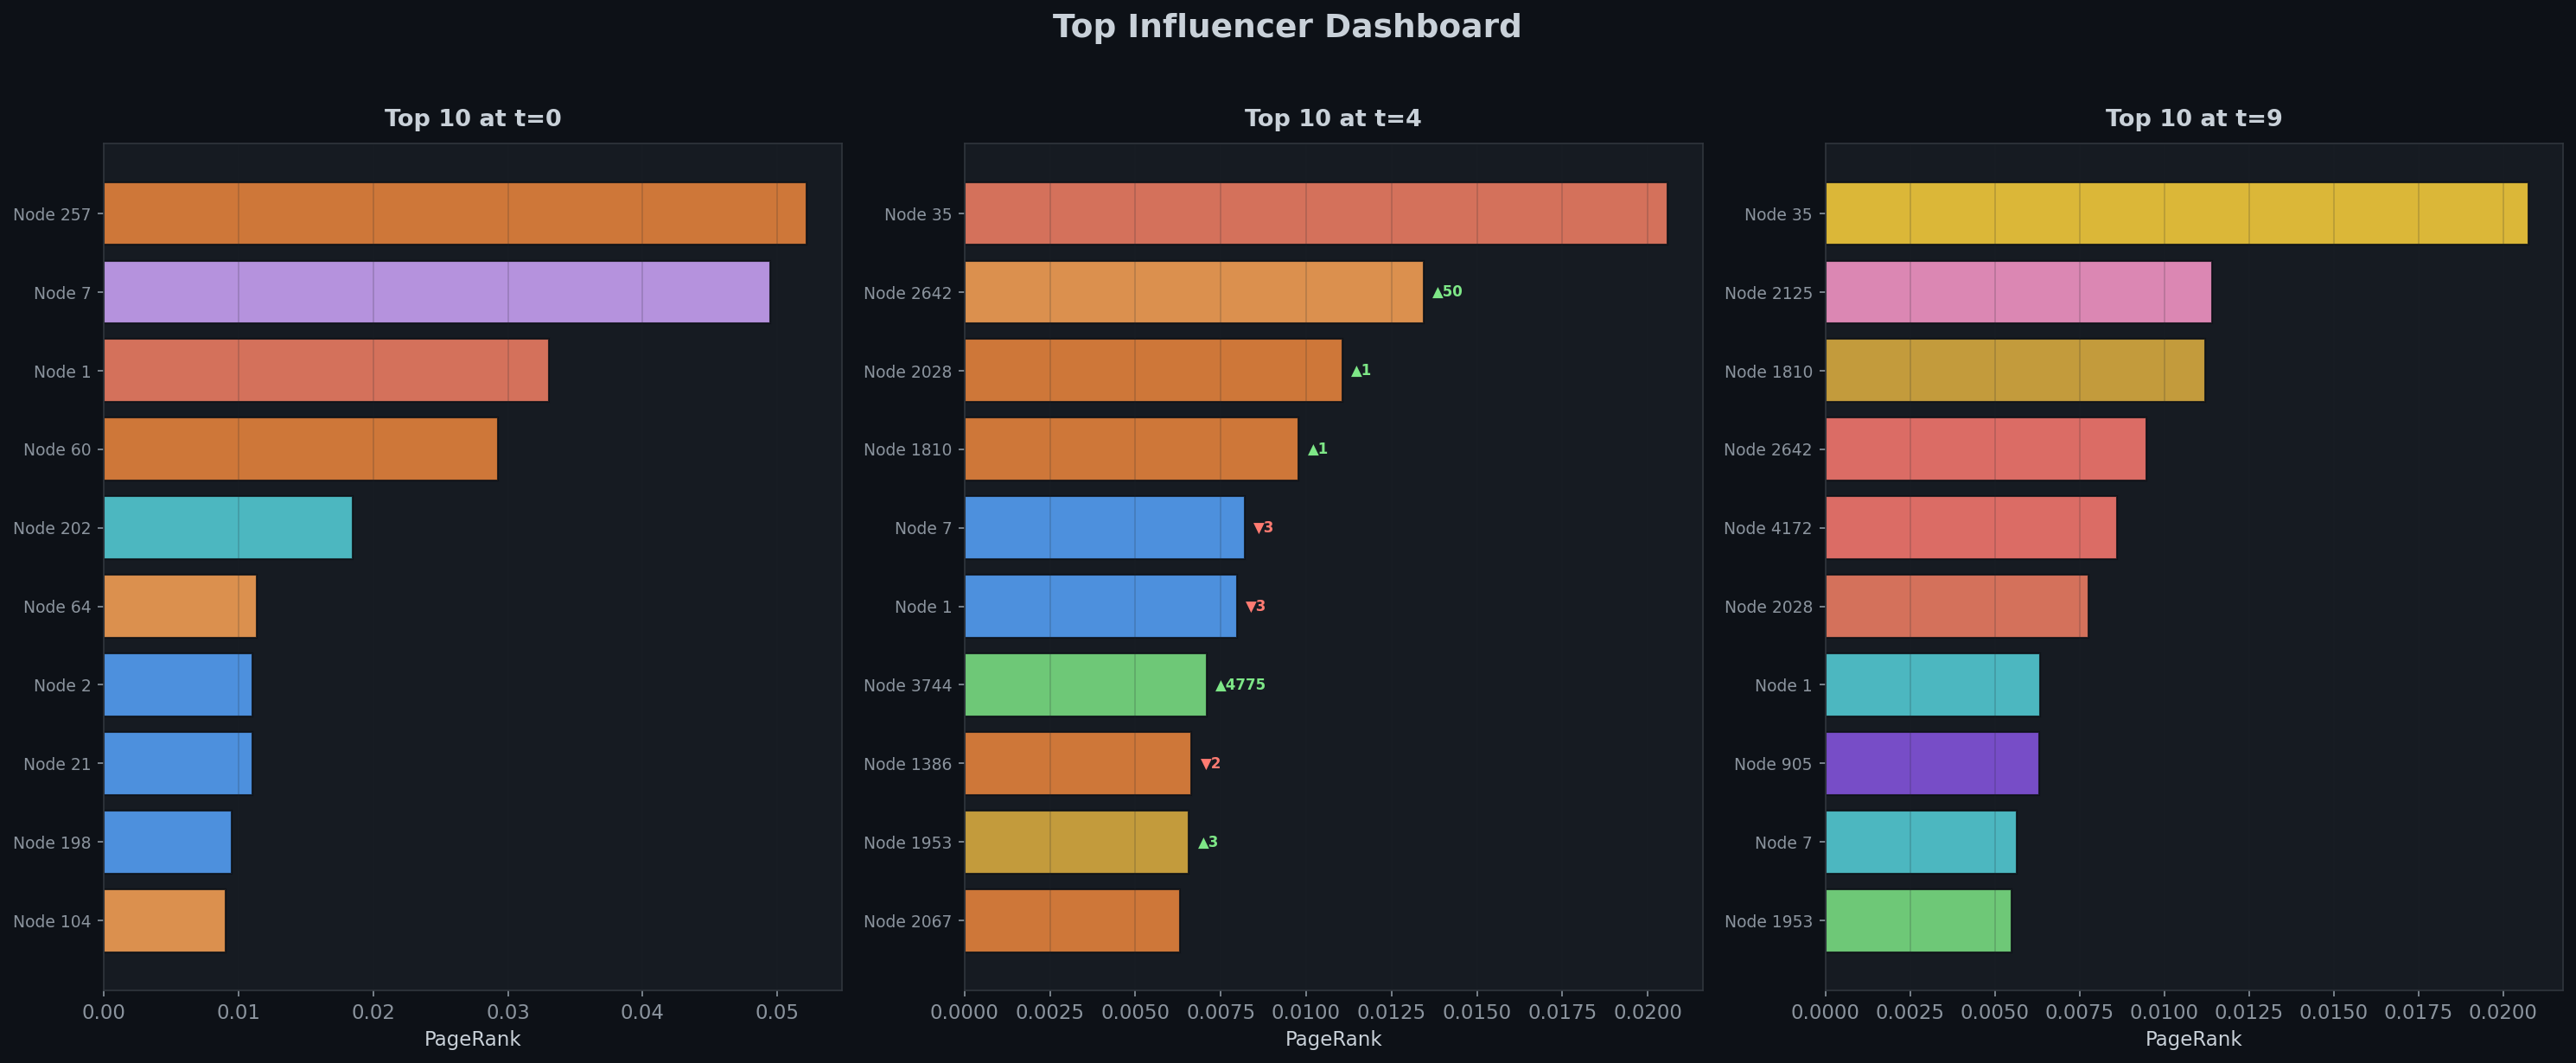 Top Influencer Dashboard
Top 10 at t=0
Node 257
Node 7
Node 1
Node 60
Node 202
Node 64
Node 2
Node 21
Node 198
Node 104
0.00 0.01 0.02 0.03 0.04 0.05
PageRank
Top 10 at t=4
Node 35
Node 2642 ▲50
Node 2028 ▲1
Node 1810 ▲1
Node 7 ▼3
Node 1 ▼3
Node 3744 ▲4775
Node 1386 ▼2
Node 1953 ▲3
Node 2067
0.0000 0.0025 0.0050 0.0075 0.0100 0.0125 0.0150 0.0175 0.0200
PageRank
Top 10 at t=9
Node 35
Node 2125
Node 1810
Node 2642
Node 4172
Node 2028
Node 1
Node 905
Node 7
Node 1953
0.0000 0.0025 0.0050 0.0075 0.0100 0.0125 0.0150 0.0175 0.0200
PageRank